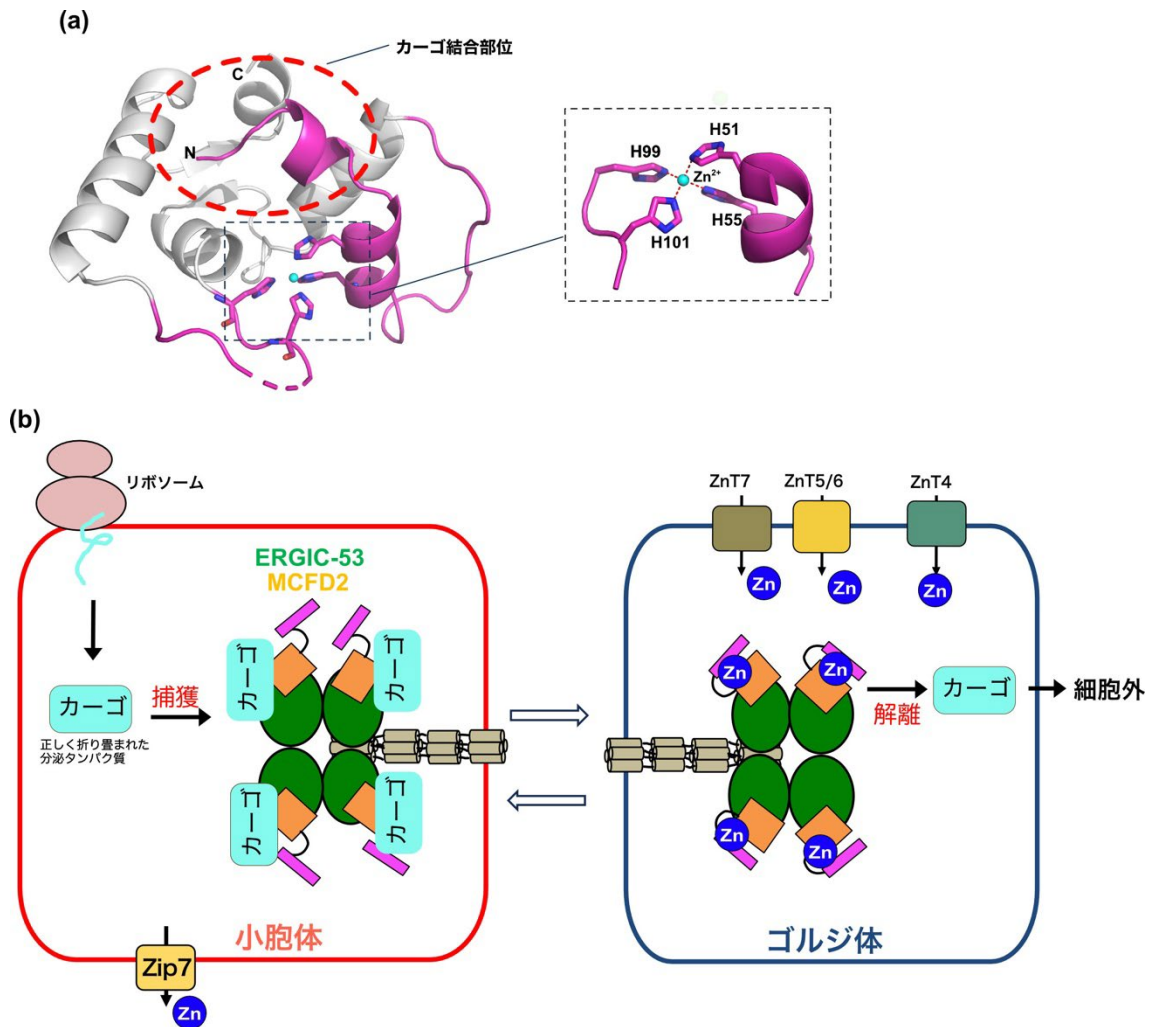 (a)
カーゴ結合部位
C
N
H51
H99
Zn²⁺
H55
H101
(b)
リボソーム
ERGIC-53
MCFD2
カーゴ
カーゴ
カーゴ
捕獲
正しく折り畳まれた
分泌タンパク質
カーゴ
カーゴ
小胞体
Zip7
Zn
ZnT7
ZnT5/6
ZnT4
Zn
Zn
Zn
Zn
Zn
カーゴ
細胞外
解離
Zn
Zn
ゴルジ体